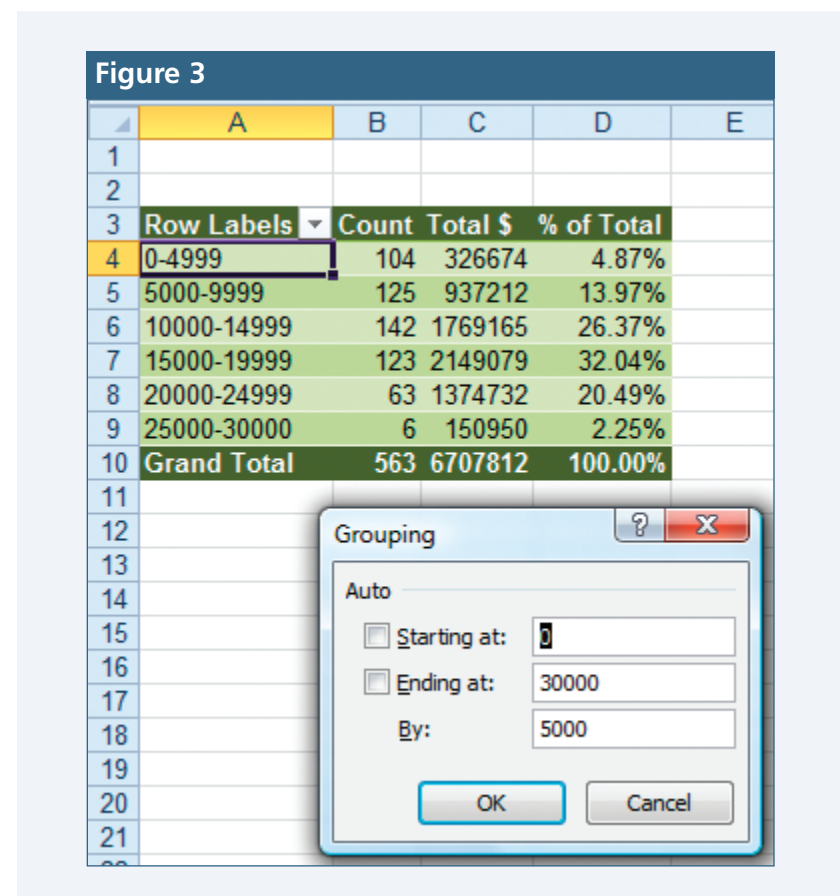 Figure 3
A B C D E
1
2
3 Row Labels Count Total $ % of Total
4 0-4999 104 326674 4.87%
5 5000-9999 125 937212 13.97%
6 10000-14999 142 1769165 26.37%
7 15000-19999 123 2149079 32.04%
8 20000-24999 63 1374732 20.49%
9 25000-30000 6 150950 2.25%
10 Grand Total 563 6707812 100.00%
11
12
13
14
15
16
17
18
19
20
21
Grouping ? X
Auto
Starting at: 0
Ending at: 30000
By: 5000
OK Cancel